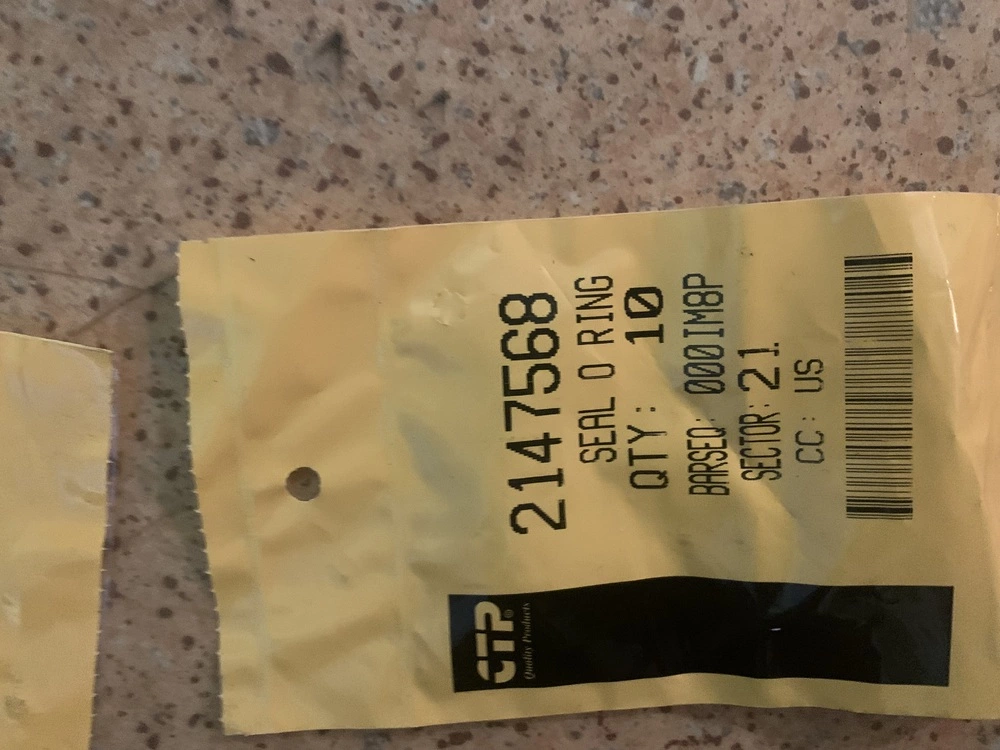 2147568
SEAL O RING
QTY: 10
BARSEQ: 000IM8P
SECTOR: 21.
CC: US
CTP®
Quality Products